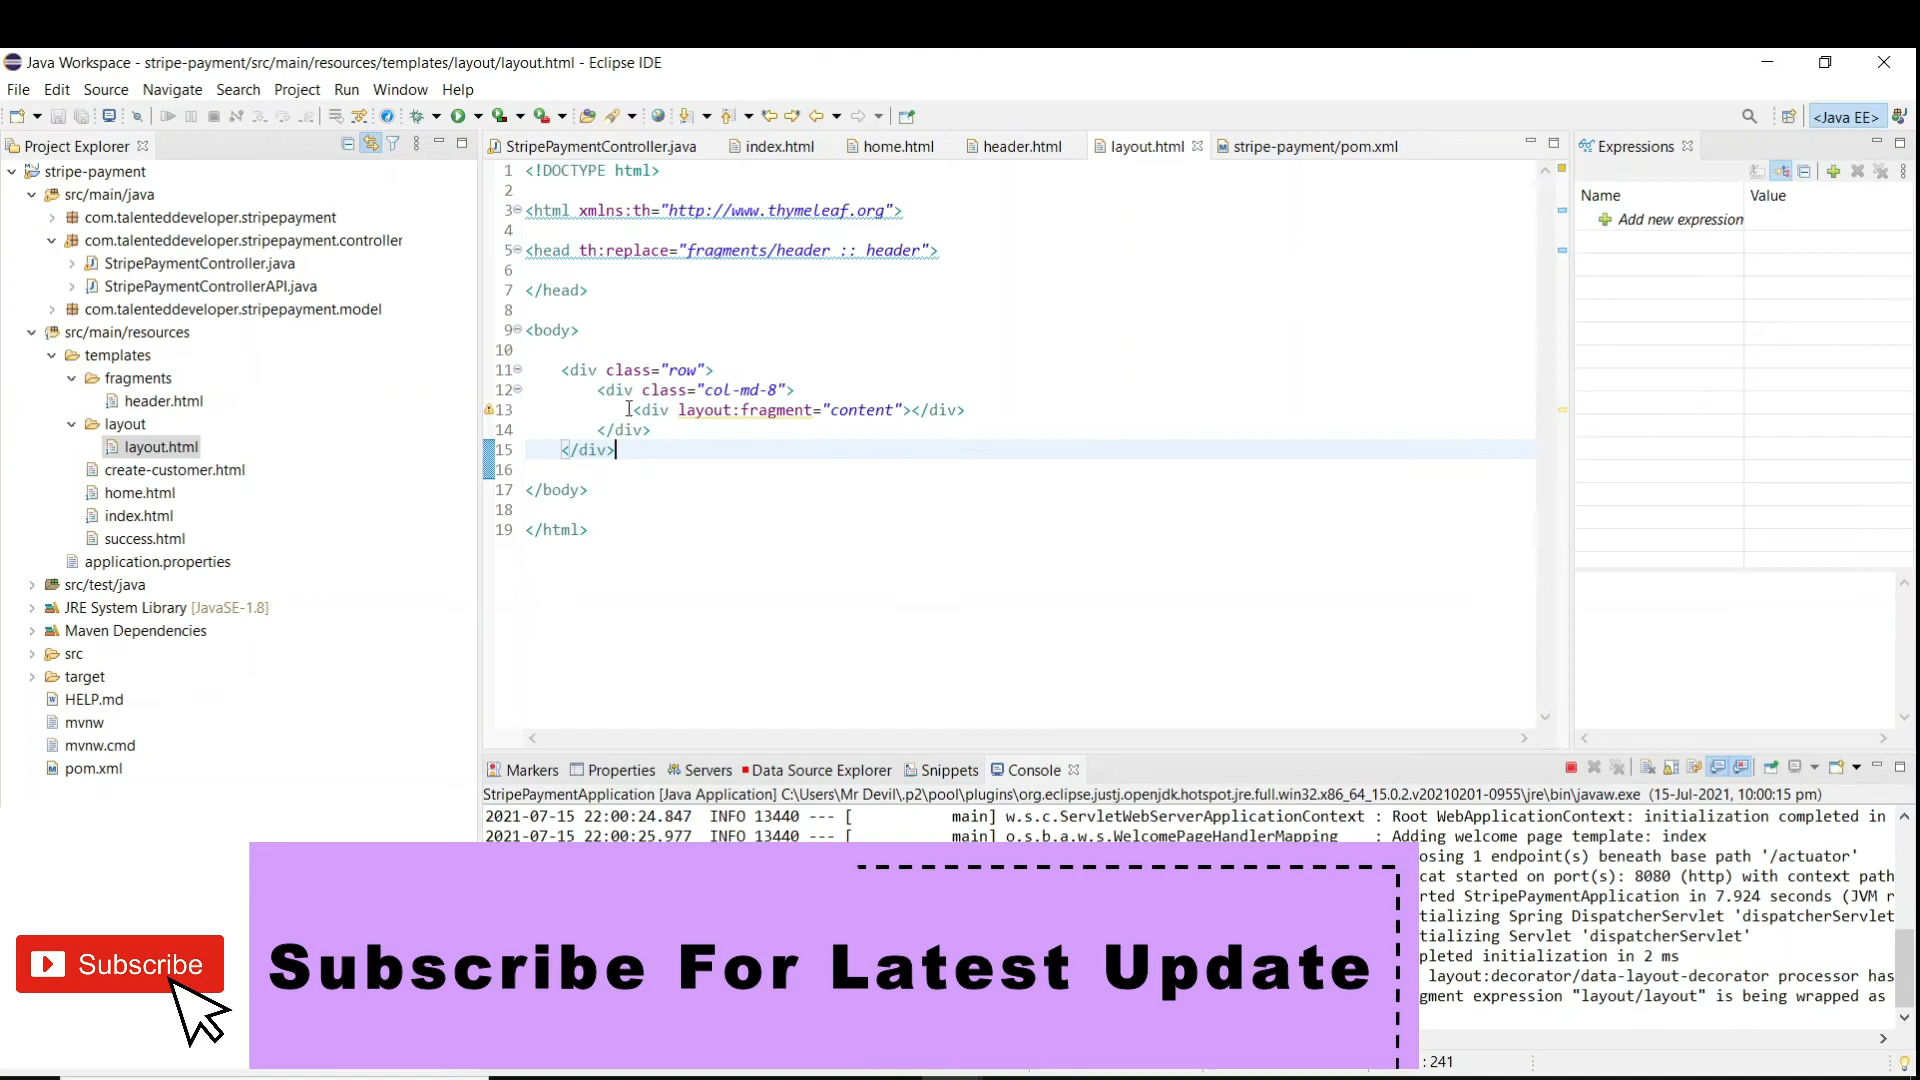 Java Workspace - stripe-payment/src/main/resources/templates/layout/layout.html - Eclipse IDE
File Edit Source Navigate Search Project Run Window Help
<Java EE>
Project Explorer
stripe-payment
src/main/java
com.talenteddeveloper.stripepayment
com.talenteddeveloper.stripepayment.controller
StripePaymentController.java
StripePaymentControllerAPI.java
com.talenteddeveloper.stripepayment.model
src/main/resources
templates
fragments
header.html
layout
layout.html
create-customer.html
home.html
index.html
success.html
application.properties
src/test/java
JRE System Library [JavaSE-1.8]
Maven Dependencies
src
target
HELP.md
mvnw
mvnw.cmd
pom.xml
StripePaymentController.java index.html home.html header.html layout.html stripe-payment/pom.xml
1 <!DOCTYPE html>
2
3 <html xmlns:th="http://www.thymeleaf.org">
4
5 <head th:replace="fragments/header :: header">
6
7 </head>
8
9 <body>
10
11 <div class="row">
12 <div class="col-md-8">
13 <div layout:fragment="content"></div>
14 </div>
15 </div>
16
17 </body>
18
19 </html>
Expressions
Name Value
Add new expression
Markers Properties Servers Data Source Explorer Snippets Console
StripePaymentApplication [Java Application] C:\Users\Mr Devil\.p2\pool\plugins\org.eclipse.justj.openjdk.hotspot.jre.full.win32.x86_64_15.0.2.v20210201-0955\jre\bin\javaw.exe (15-Jul-2021, 10:00:15 pm)
2021-07-15 22:00:24.847 INFO 13440 --- [ main] w.s.c.ServletWebServerApplicationContext : Root WebApplicationContext: initialization completed in
2021-07-15 22:00:25.977 INFO 13440 --- [ main] o.s.b.a.w.s.WelcomePageHandlerMapping : Adding welcome page template: index
osing 1 endpoint(s) beneath base path '/actuator'
cat started on port(s): 8080 (http) with context path
rted StripePaymentApplication in 7.924 seconds (JVM r
tializing Spring DispatcherServlet 'dispatcherServlet
tializing Servlet 'dispatcherServlet'
pleted initialization in 2 ms
layout:decorator/data-layout-decorator processor has
gment expression "layout/layout" is being wrapped as
Subscribe
Subscribe For Latest Update
: 241